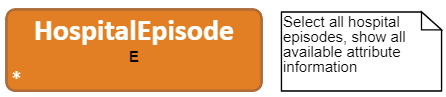 HospitalEpisode
E
*
Select all hospital
episodes, show all
available attribute
information